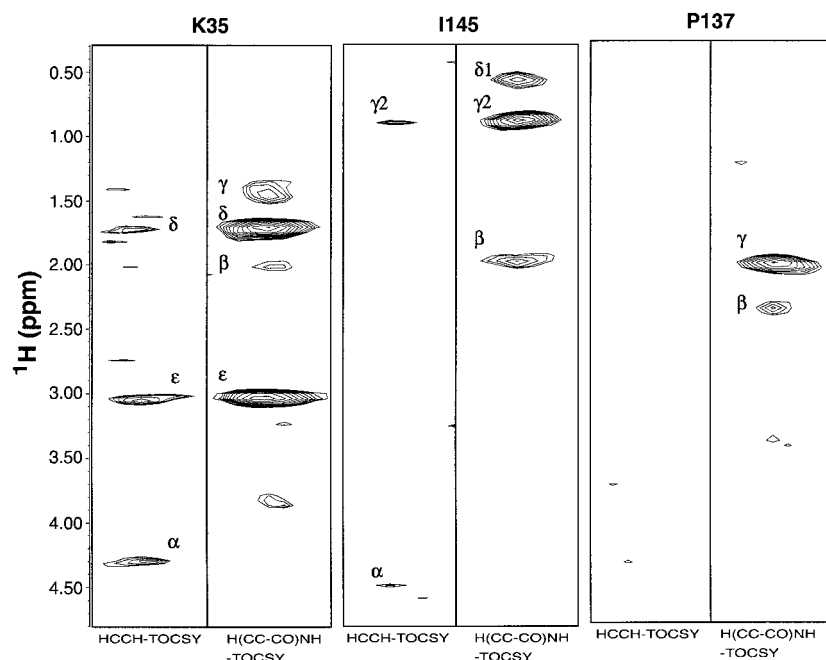 K35
I145
P137
0.50
1.00
1.50
2.00
2.50
3.00
3.50
4.00
4.50
¹H (ppm)
δ
ε
α
γ
δ
β
ε
γ2
α
δ1
γ2
β
γ
β
HCCH-TOCSY
H(CC-CO)NH
-TOCSY
HCCH-TOCSY
H(CC-CO)NH
-TOCSY
HCCH-TOCSY
H(CC-CO)NH
-TOCSY